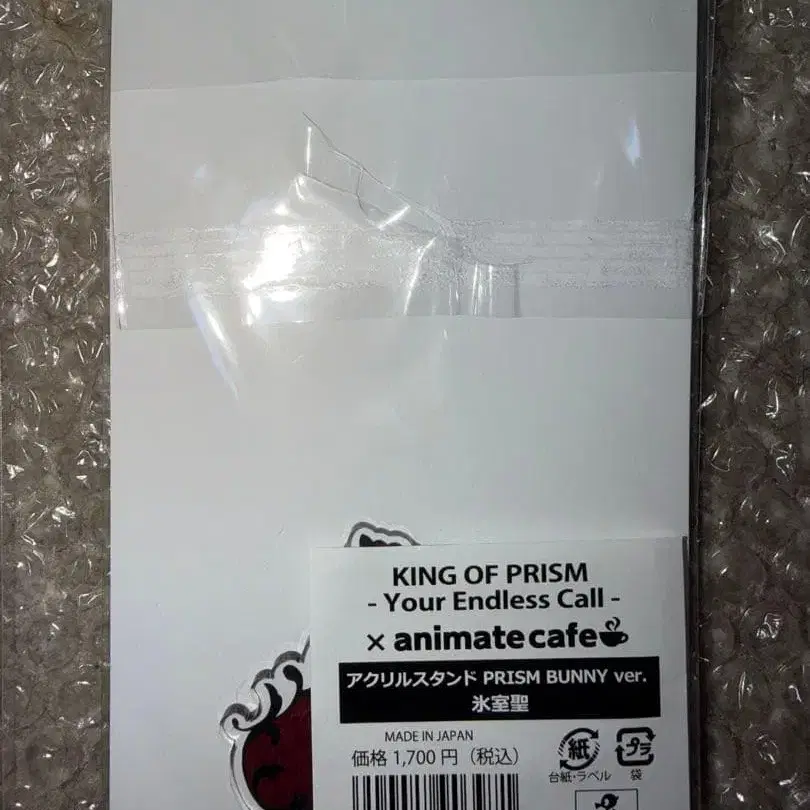 KING OF PRISM
- Your Endless Call -
× animatecafe
アクリルスタンド PRISM BUNNY ver.
氷室聖
MADE IN JAPAN
価格 1,700 円（税込）
紙
台紙・ラベル
プラ
袋